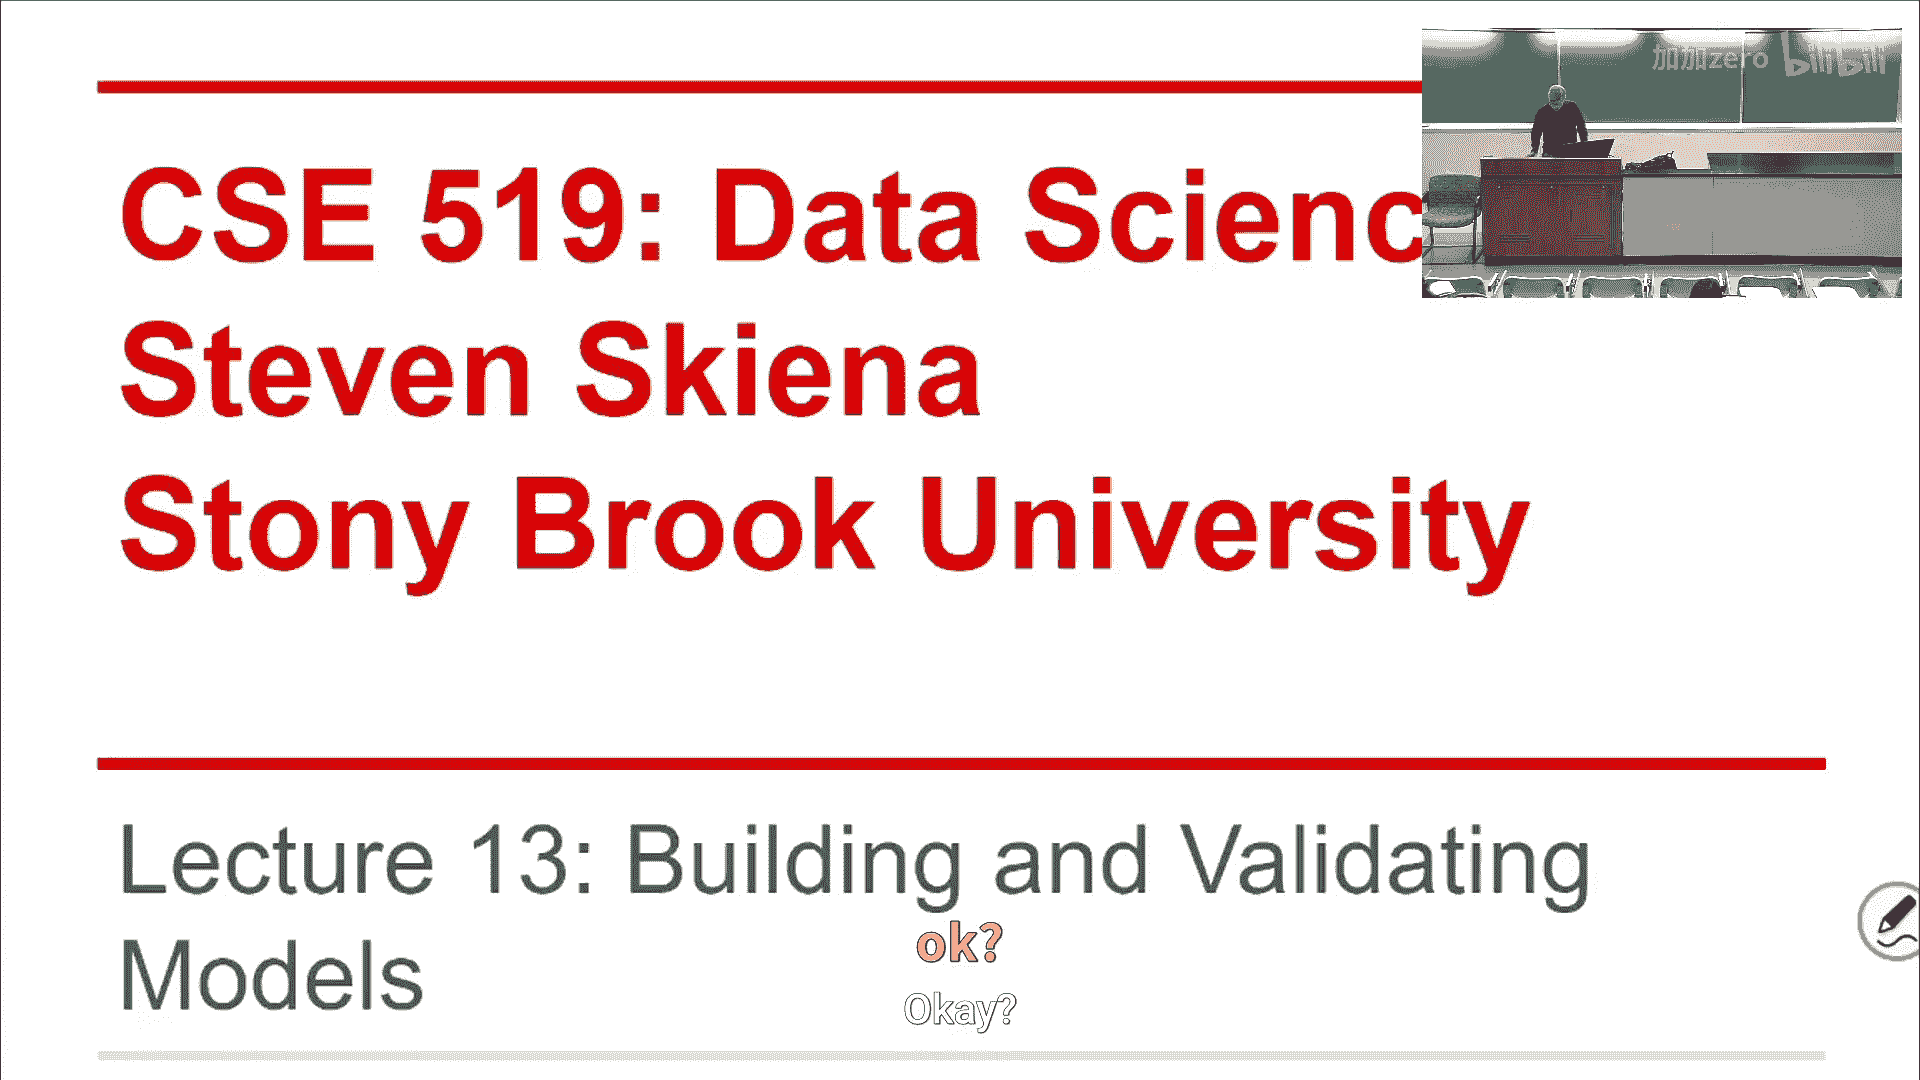 加加zero bilibili
CSE 519: Data Scienc
Steven Skiena
Stony Brook University
Lecture 13: Building and Validating
Models
ok?
Okay?